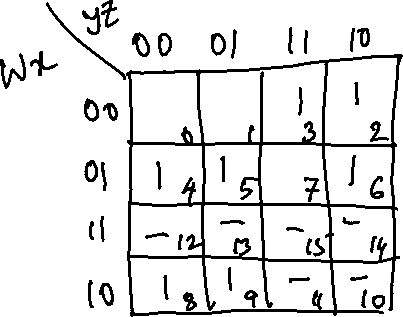 yz
00 01 11 10
wx
00 0 1 1 3 1 2
01 1 4 1 5 7 1 6
11 – 12 – 13 – 15 – 14
10 1 8 1 9 – 11 – 10